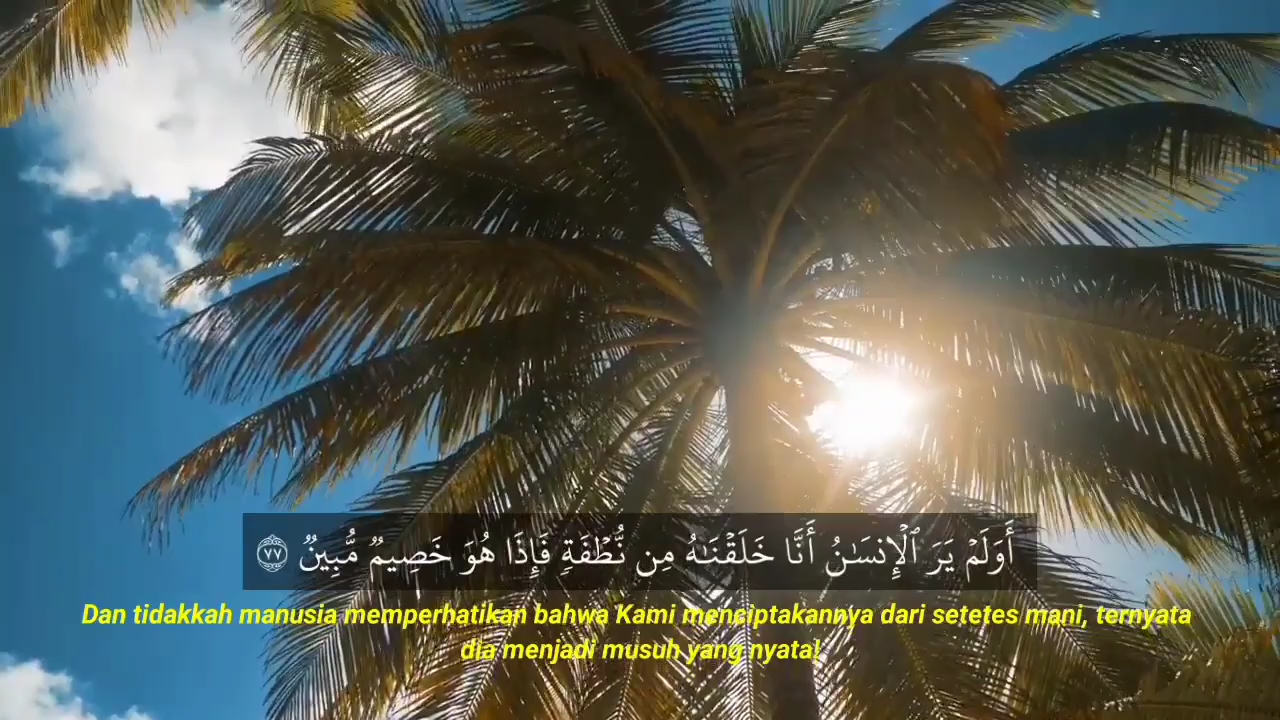 أَوَلَمْ يَرَ ٱلْإِنسَٰنُ أَنَّا خَلَقْنَٰهُ مِن نُّطْفَةٍ فَإِذَا هُوَ خَصِيمٌ مُّبِينٌ ٧٧
Dan tidakkah manusia memperhatikan bahwa Kami menciptakannya dari setetes mani, ternyata
dia menjadi musuh yang nyata!